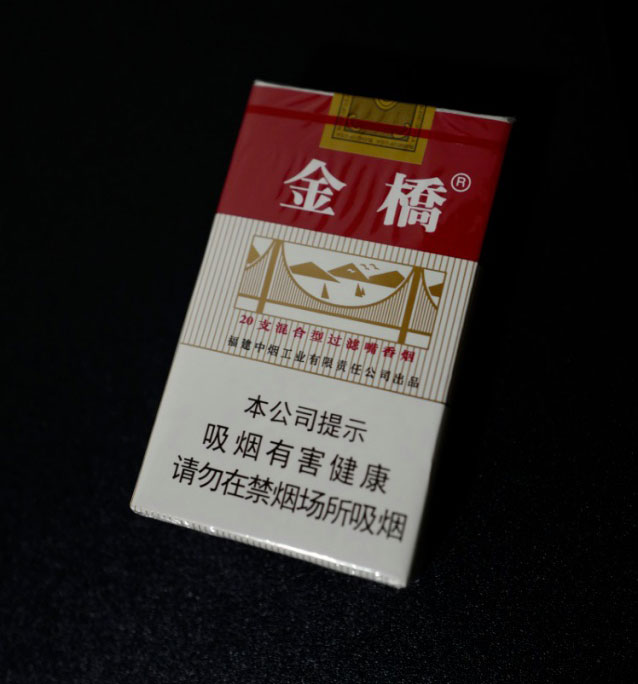 金橋®
20支混合型过滤嘴香烟
福建中烟工业有限责任公司出品
本公司提示
吸烟有害健康
请勿在禁烟场所吸烟